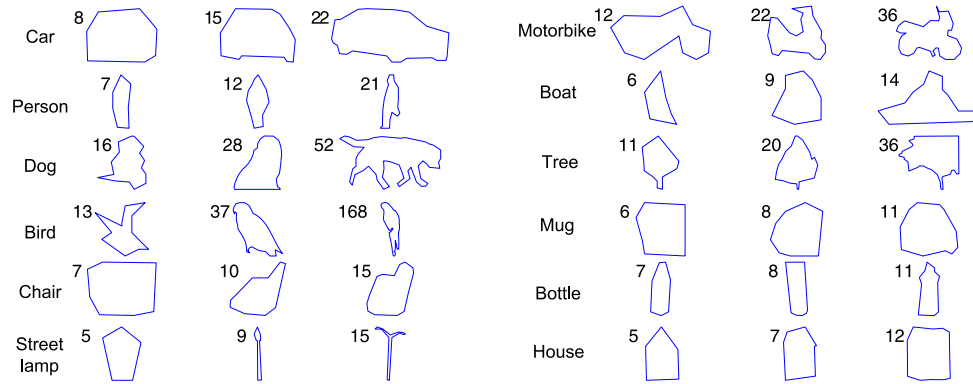 Car 8 15 22
Person 7 12 21
Dog 16 28 52
Bird 13 37 168
Chair 7 10 15
Street lamp 5 9 15
Motorbike 12 22 36
Boat 6 9 14
Tree 11 20 36
Mug 6 8 11
Bottle 7 8 11
House 5 7 12